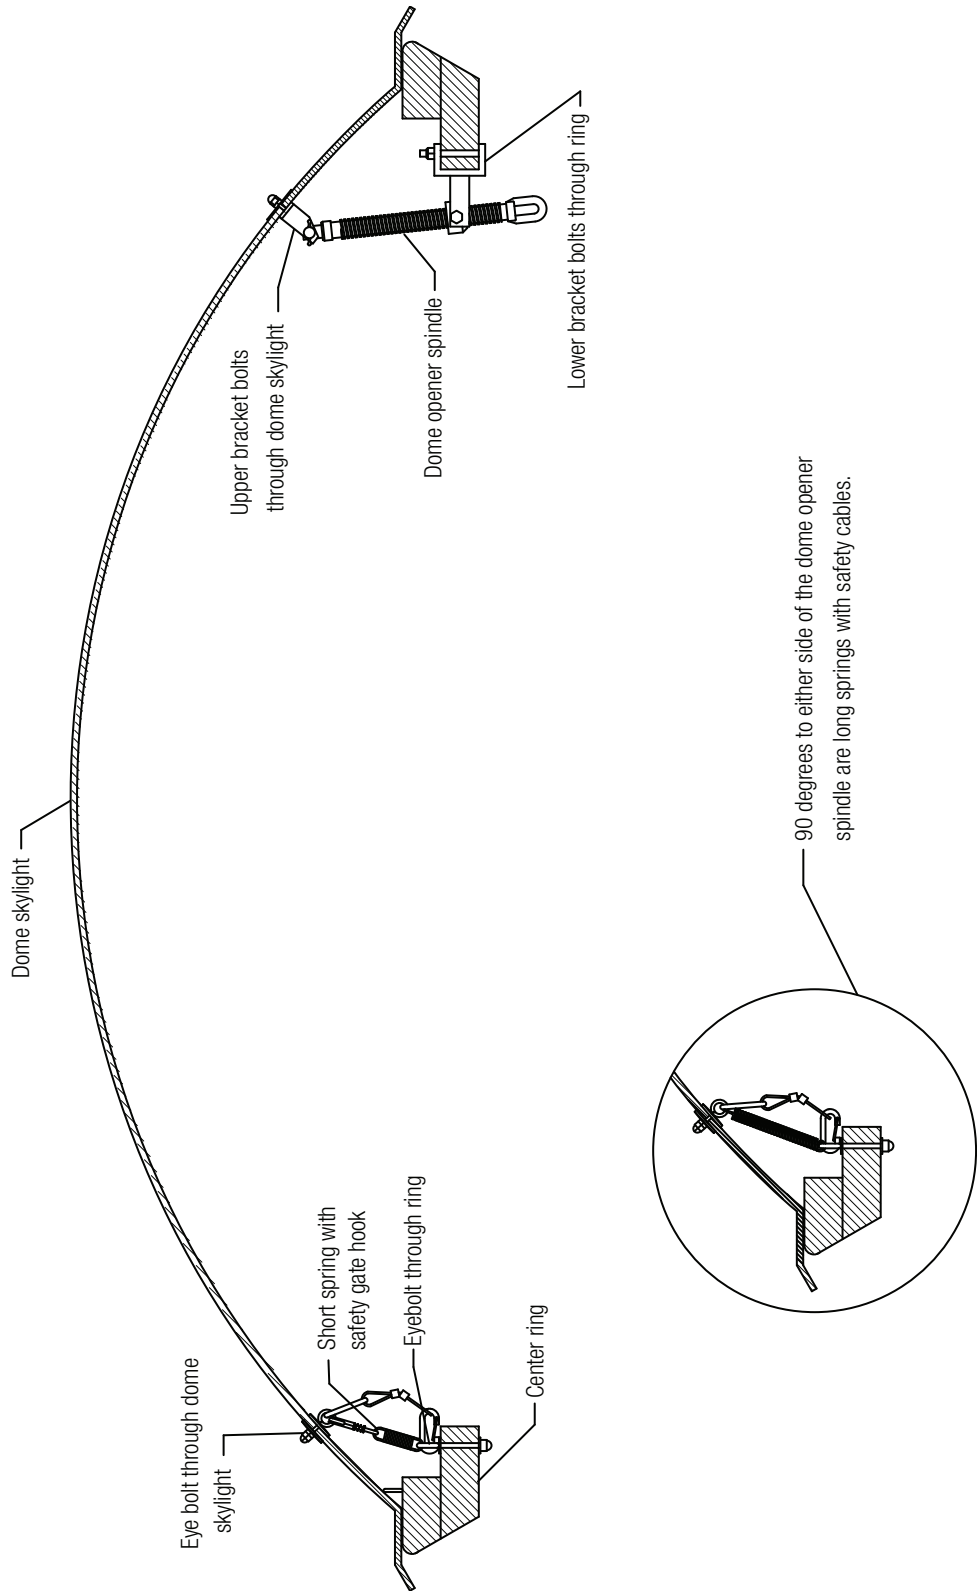 Dome skylight
Eye bolt through dome
skylight
Short spring with
safety gate hook
Eyebolt through ring
Center ring
Upper bracket bolts
through dome skylight
Dome opener spindle
Lower bracket bolts through ring
90 degrees to either side of the dome opener
spindle are long springs with safety cables.